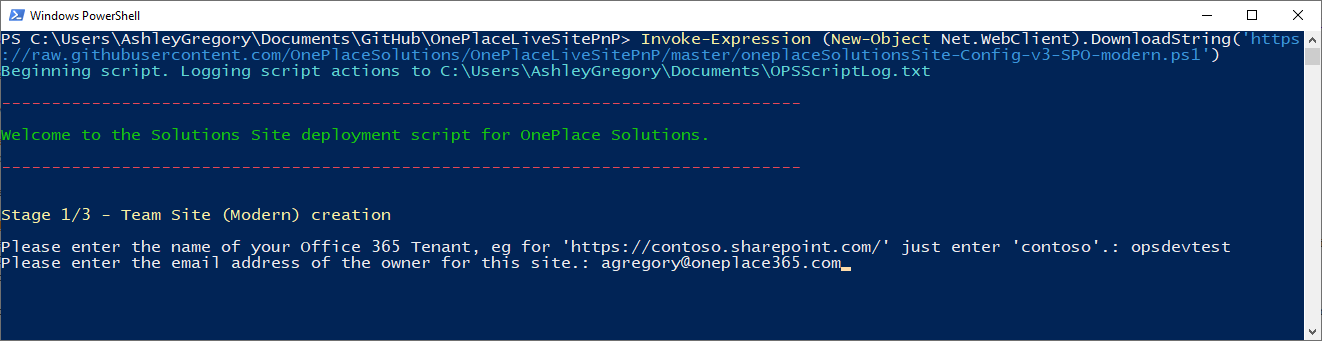 Windows PowerShell
PS C:\Users\AshleyGregory\Documents\GitHub\OnePlaceLiveSitePnP> Invoke-Expression (New-Object Net.WebClient).DownloadString('https
://raw.githubusercontent.com/OnePlaceSolutions/OnePlaceLiveSitePnP/master/oneplaceSolutionsSite-Config-v3-SPO-modern.ps1')
Beginning script. Logging script actions to C:\Users\AshleyGregory\Documents\OPSScriptLog.txt
--------------------------------------------------------------------------------
Welcome to the Solutions Site deployment script for OnePlace Solutions.
--------------------------------------------------------------------------------
Stage 1/3 - Team Site (Modern) creation
Please enter the name of your Office 365 Tenant, eg for 'https://contoso.sharepoint.com/' just enter 'contoso'.: opsdevtest
Please enter the email address of the owner for this site.: agregory@oneplace365.com